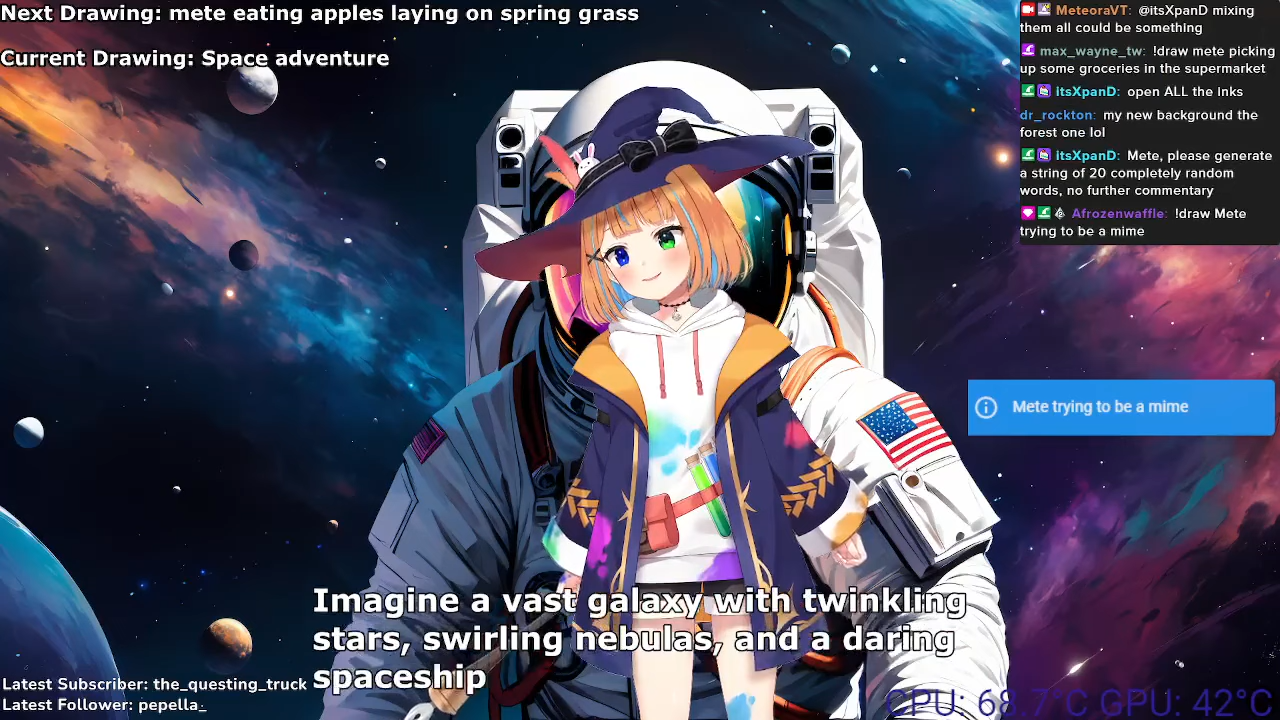 Next Drawing: mete eating apples laying on spring grass
Current Drawing: Space adventure
MeteoraVT: @itsXpanD mixing
them all could be something
max_wayne_tw: !draw mete picking
up some groceries in the supermarket
itsXpanD: open ALL the Inks
dr_rockton: my new background the
forest one lol
itsXpanD: Mete, please generate
a string of 20 completely random
words, no further commentary
Afrozenwaffle: !draw Mete
trying to be a mime
Mete trying to be a mime
Imagine a vast galaxy with twinkling
stars, swirling nebulas, and a daring
spaceship
Latest Subscriber: the_questing_truck
Latest Follower: pepella_
CPU: 68.7°C GPU: 42°C